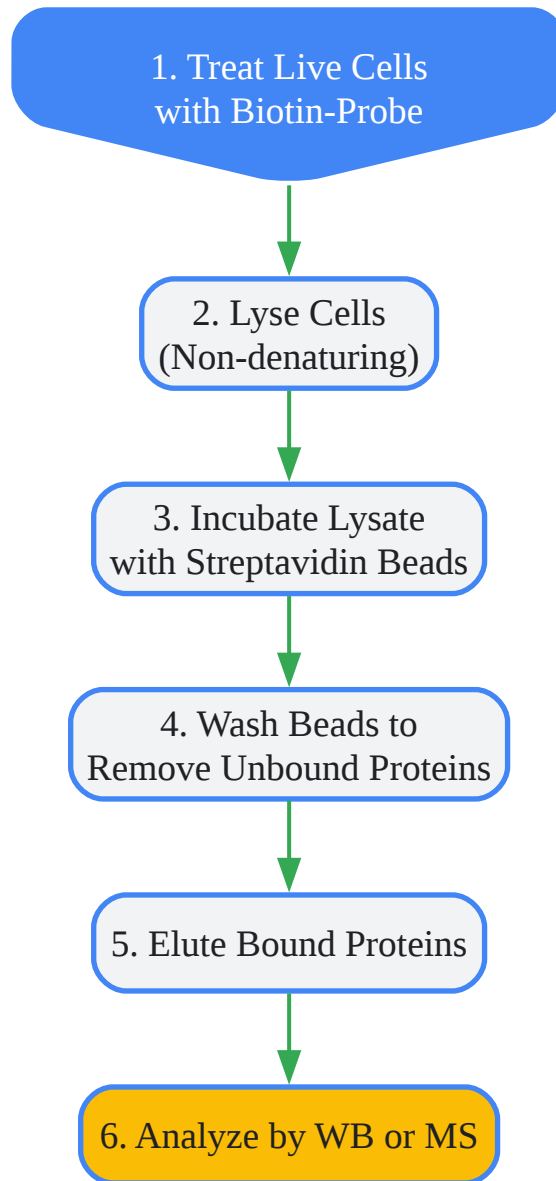 1. Treat Live Cells
with Biotin-Probe
2. Lyse Cells
(Non-denaturing)
3. Incubate Lysate
with Streptavidin Beads
4. Wash Beads to
Remove Unbound Proteins
5. Elute Bound Proteins
6. Analyze by WB or MS